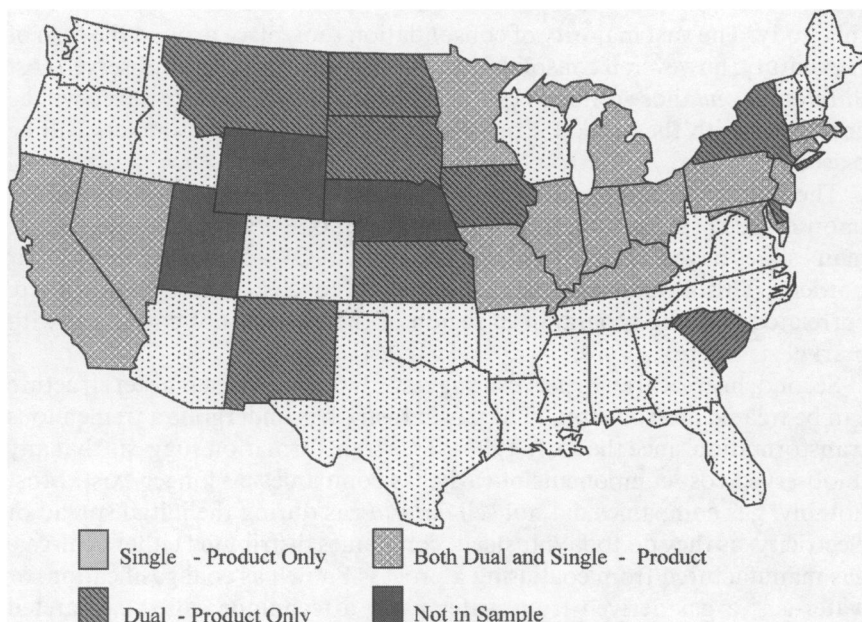 Single - Product Only
Both Dual and Single - Product
Dual - Product Only
Not in Sample